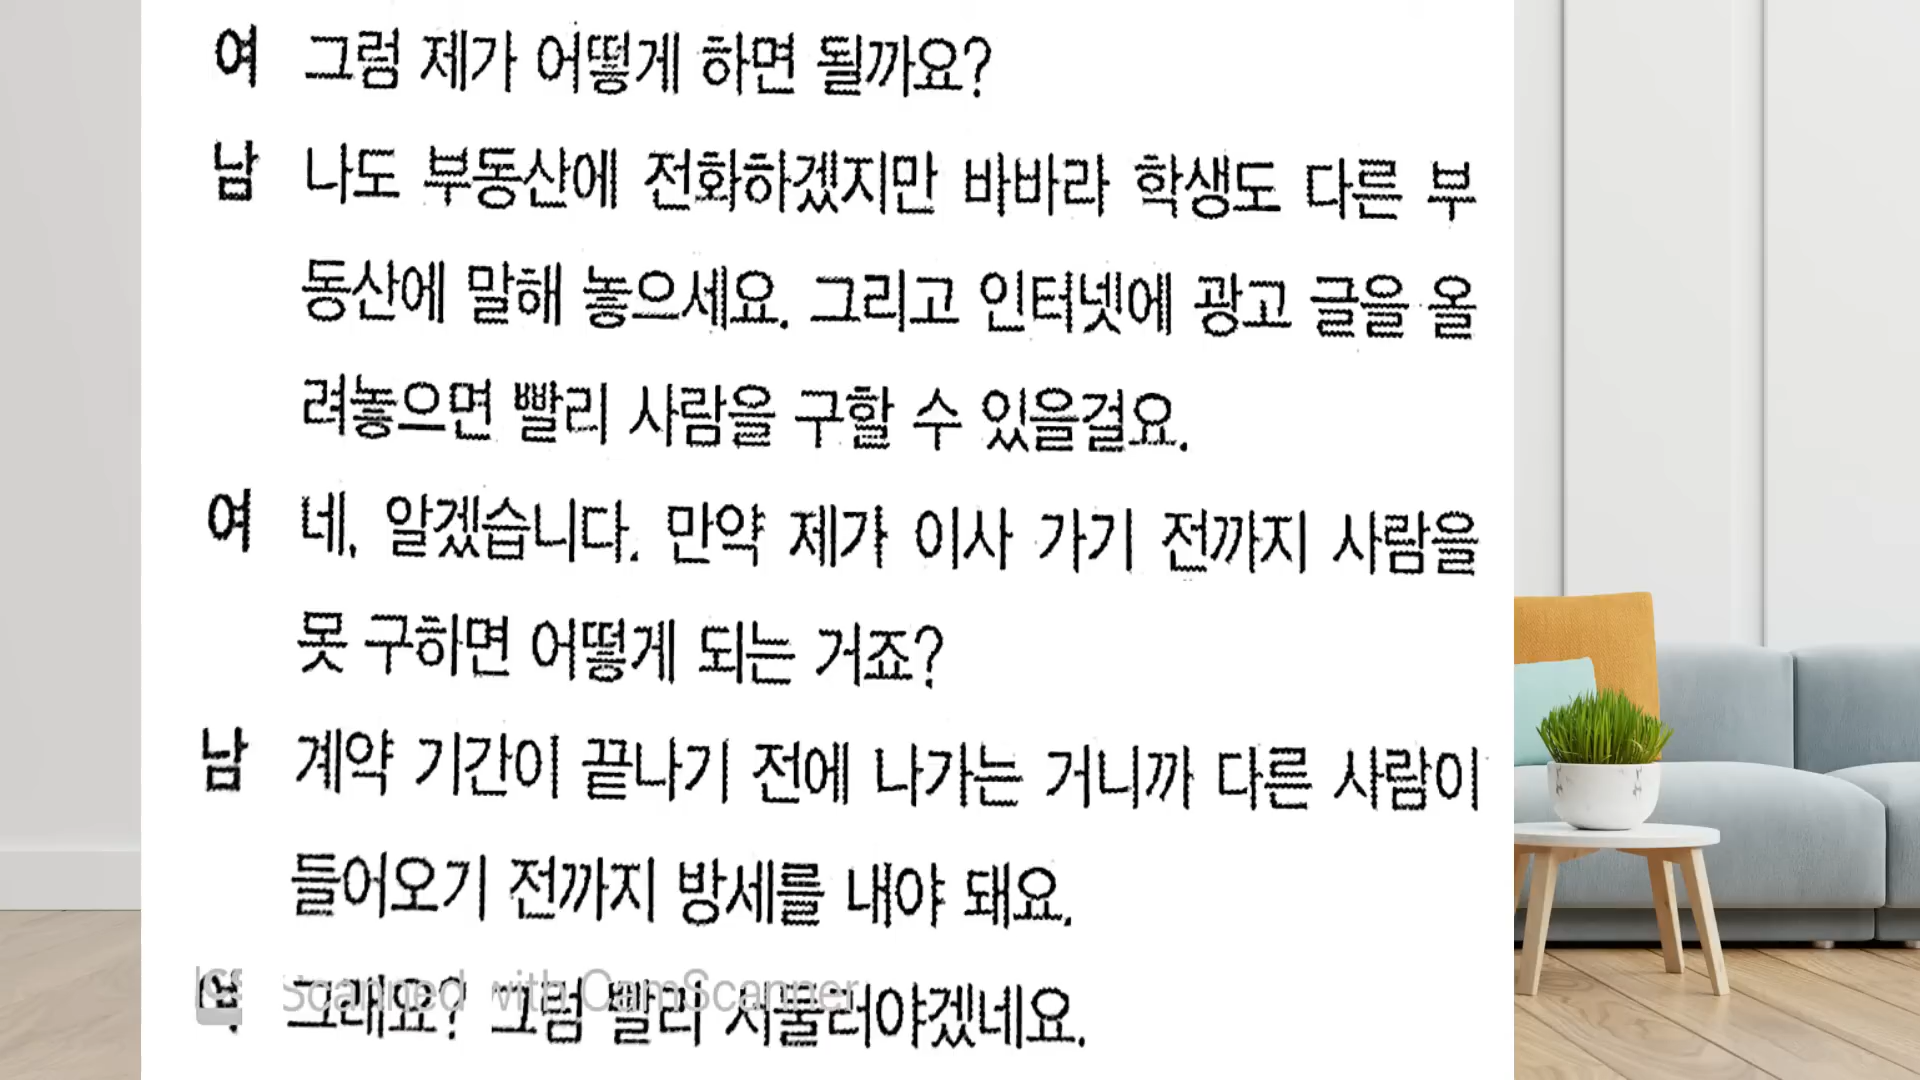 여 그럼 제가 어떻게 하면 될까요?
남 나도 부동산에 전화하겠지만 바바라 학생도 다른 부
동산에 말해 놓으세요. 그리고 인터넷에 광고 글을 올
려놓으면 빨리 사람을 구할 수 있을걸요.
여 네, 알겠습니다. 만약 제가 이사 가기 전까지 사람을
못 구하면 어떻게 되는 거죠?
남 계약 기간이 끝나기 전에 나가는 거니까 다른 사람이
들어오기 전까지 방세를 내야 돼요.
여 그래요? 그럼 빨리 서둘러야겠네요.
CS Scanned with CamScanner